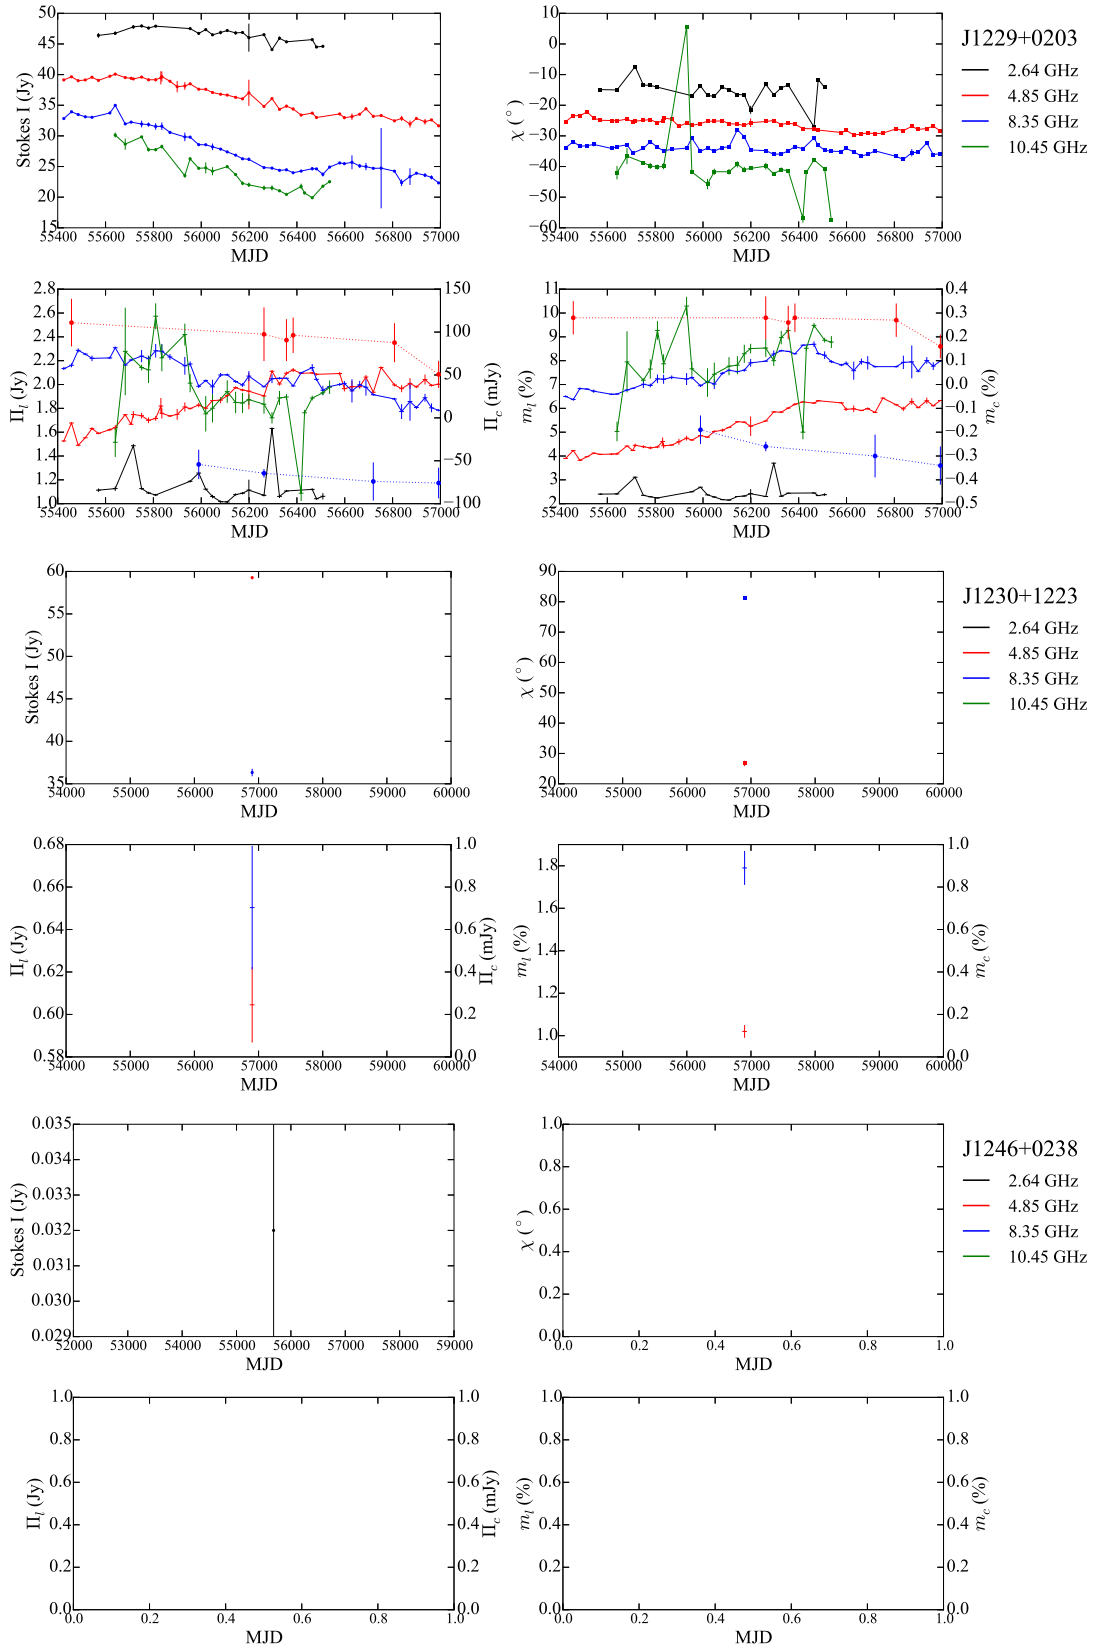 50
45
40
35
30
25
20
15
Stokes I (Jy)
55400 55600 55800 56000 56200 56400 56600 56800 57000
MJD
10
0
−10
−20
−30
−40
−50
−60
χ (°)
55400 55600 55800 56000 56200 56400 56600 56800 57000
MJD
J1229+0203
2.64 GHz
4.85 GHz
8.35 GHz
10.45 GHz
2.8
2.6
2.4
2.2
2.0
1.8
1.6
1.4
1.2
1.0
Π_l (Jy)
150
100
50
0
−50
−100
Π_c (mJy)
55400 55600 55800 56000 56200 56400 56600 56800 57000
MJD
11
10
9
8
7
6
5
4
3
2
m_l (%)
0.4
0.3
0.2
0.1
0.0
−0.1
−0.2
−0.3
−0.4
−0.5
m_c (%)
55400 55600 55800 56000 56200 56400 56600 56800 57000
MJD
60
55
50
45
40
35
Stokes I (Jy)
54000 55000 56000 57000 58000 59000 60000
MJD
90
80
70
60
50
40
30
20
χ (°)
54000 55000 56000 57000 58000 59000 60000
MJD
J1230+1223
2.64 GHz
4.85 GHz
8.35 GHz
10.45 GHz
0.68
0.66
0.64
0.62
0.60
0.58
Π_l (Jy)
1.0
0.8
0.6
0.4
0.2
0.0
Π_c (mJy)
54000 55000 56000 57000 58000 59000 60000
MJD
1.8
1.6
1.4
1.2
1.0
m_l (%)
1.0
0.8
0.6
0.4
0.2
0.0
m_c (%)
54000 55000 56000 57000 58000 59000 60000
MJD
0.035
0.034
0.033
0.032
0.031
0.030
0.029
Stokes I (Jy)
52000 53000 54000 55000 56000 57000 58000 59000
MJD
1.0
0.8
0.6
0.4
0.2
0.0
χ (°)
0.0 0.2 0.4 0.6 0.8 1.0
MJD
J1246+0238
2.64 GHz
4.85 GHz
8.35 GHz
10.45 GHz
1.0
0.8
0.6
0.4
0.2
0.0
Π_l (Jy)
1.0
0.8
0.6
0.4
0.2
0.0
Π_c (mJy)
0.0 0.2 0.4 0.6 0.8 1.0
MJD
1.0
0.8
0.6
0.4
0.2
0.0
m_l (%)
1.0
0.8
0.6
0.4
0.2
0.0
m_c (%)
0.0 0.2 0.4 0.6 0.8 1.0
MJD